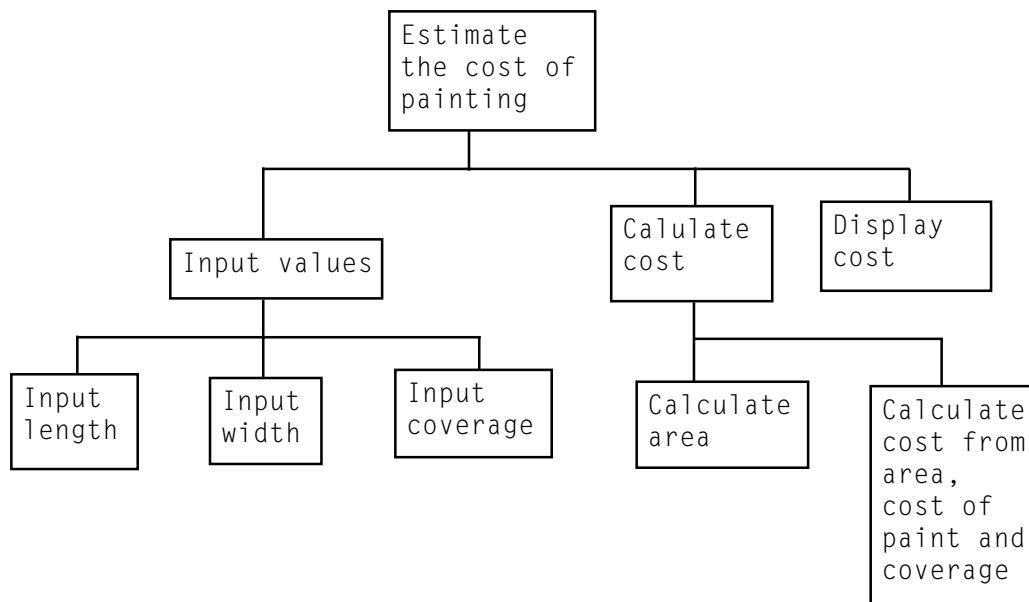 Estimate
the cost of
painting
Input values
Calulate
cost
Display
cost
Input
length
Input
width
Input
coverage
Calculate
area
Calculate
cost from
area,
cost of
paint and
coverage